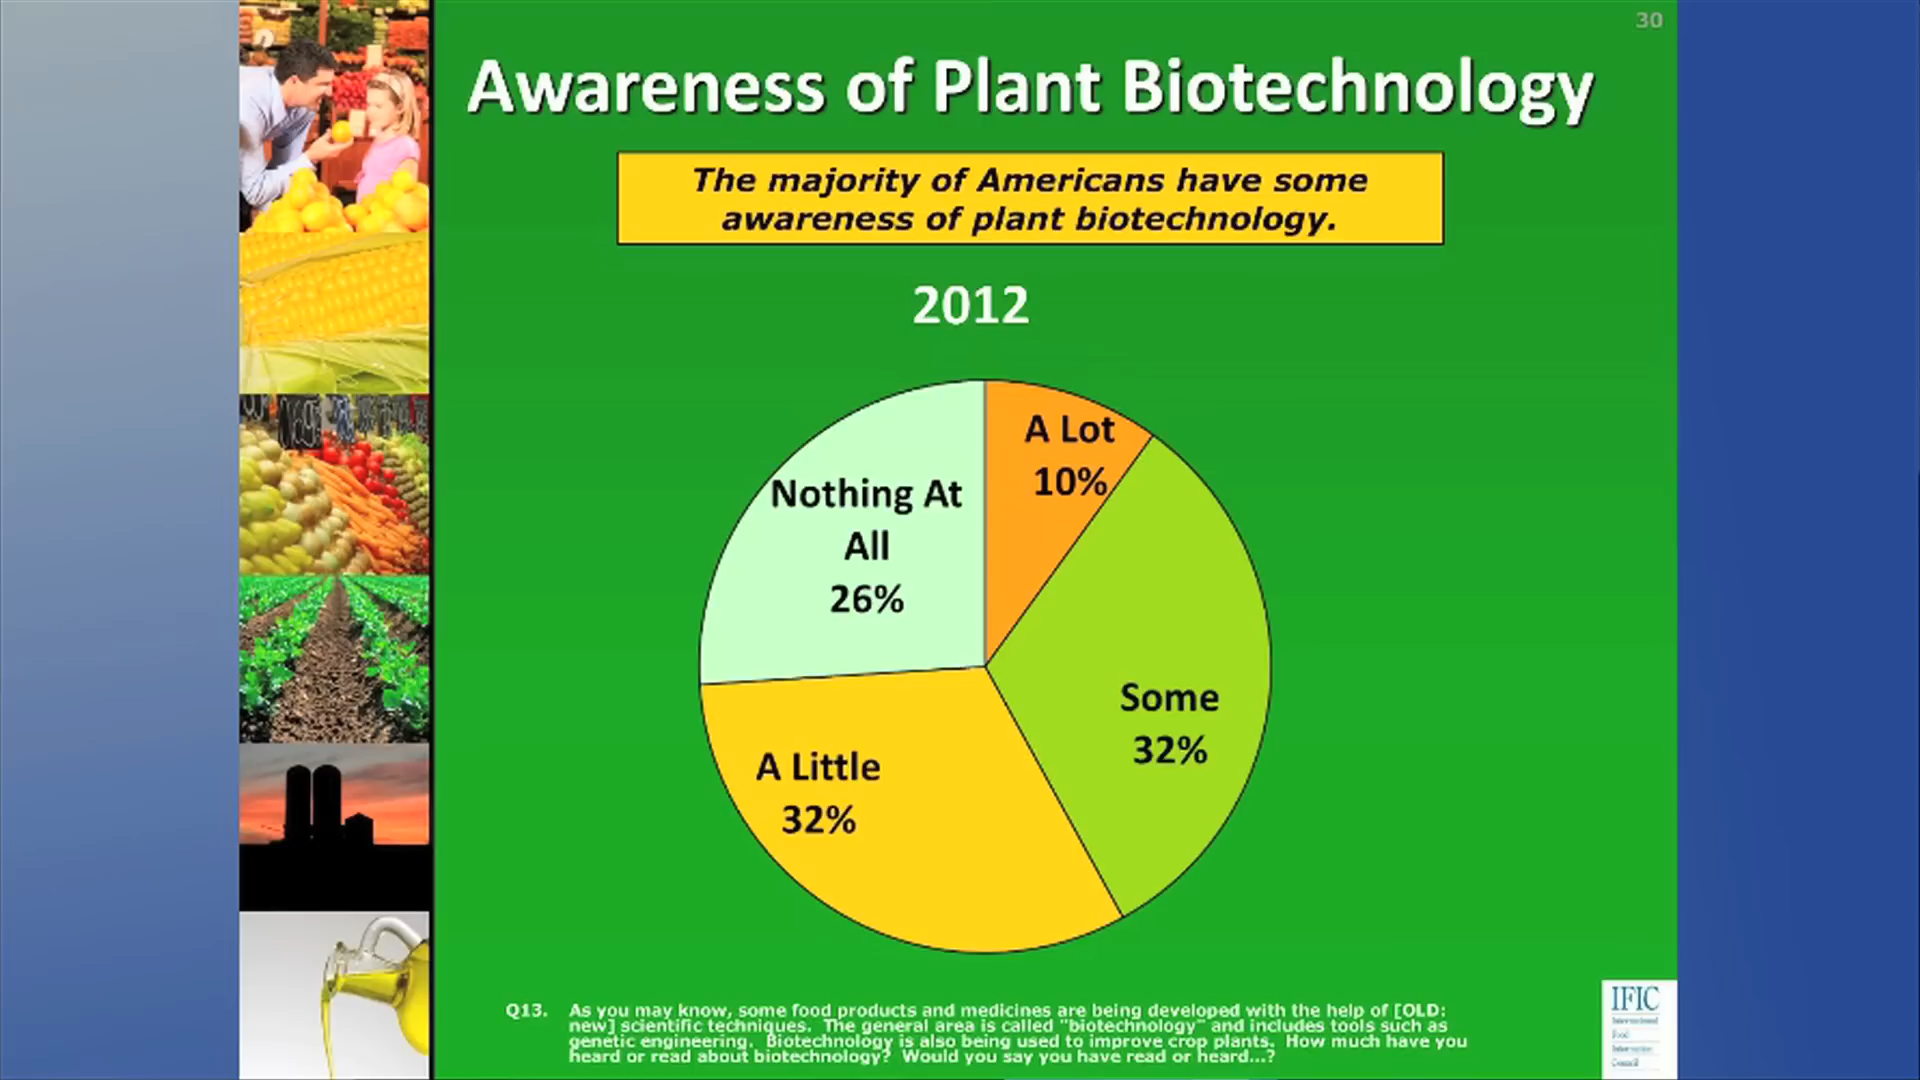 30
Awareness of Plant Biotechnology
The majority of Americans have some
awareness of plant biotechnology.
2012
A Lot
10%
Nothing At
All
26%
Some
32%
A Little
32%
Q13. As you may know, some food products and medicines are being developed with the help of [OLD:
new] scientific techniques. The general area is called "biotechnology" and includes tools such as
genetic engineering. Biotechnology is also being used to improve crop plants. How much have you
heard or read about biotechnology? Would you say you have read or heard...?
IFIC
International
Food
Information
Council